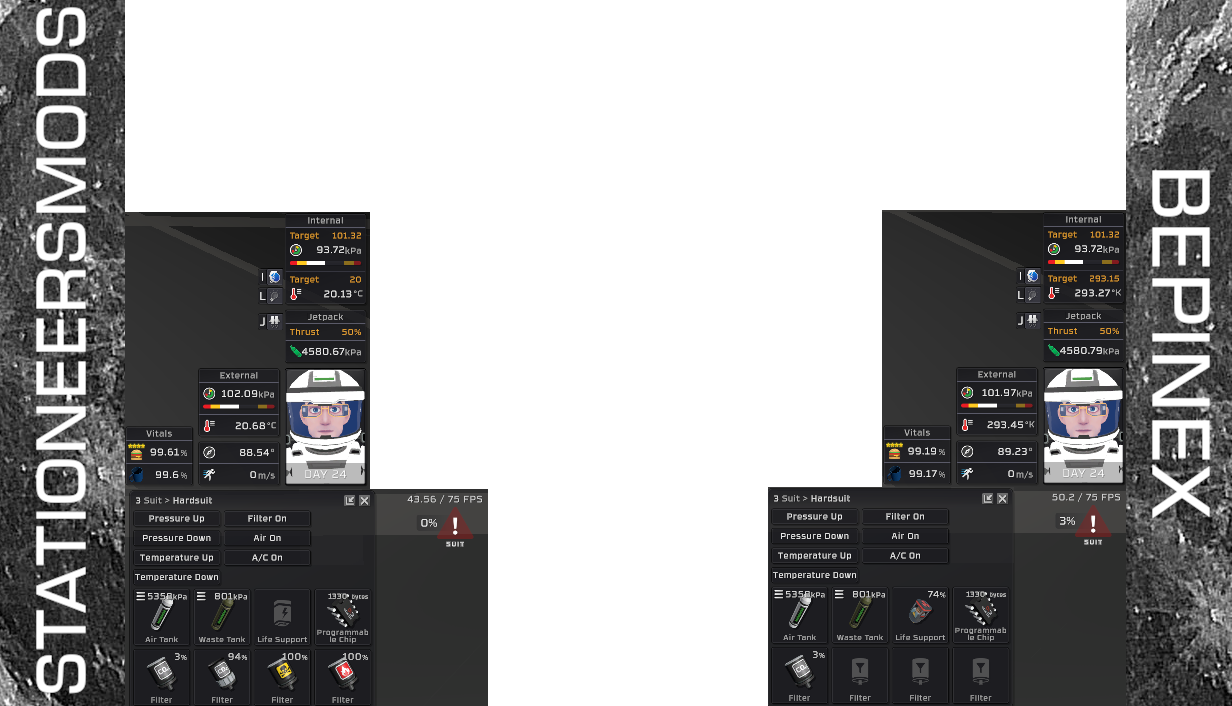 STATIONEERSMODS
Internal
Target 101.32
93.72kPa
Target 20
I
L
20.13°C
J
Jetpack
Thrust 50%
4580.67kPa
External
102.09kPa
20.68°C
Vitals
99.61%
88.54°
99.6%
0m/s
DAY 24
3 Suit > Hardsuit
43.56 / 75 FPS
Pressure Up Filter On
0%
SUIT
Pressure Down Air On
Temperature Up A/C On
Temperature Down
5358kPa
801kPa
1330 bytes
Air Tank
Waste Tank
Life Support
Programmab
le Chip
3%
94%
100%
100%
Filter
Filter
Filter
Filter
Internal
Target 101.32
93.72kPa
Target 293.15
I
L
293.27°K
J
Jetpack
Thrust 50%
4580.79kPa
External
101.97kPa
293.45°K
Vitals
99.19%
89.23°
99.17%
0m/s
DAY 24
3 Suit > Hardsuit
50.2 / 75 FPS
Pressure Up Filter On
3%
SUIT
Pressure Down Air On
Temperature Up A/C On
Temperature Down
5358kPa
801kPa
74%
1330 bytes
Air Tank
Waste Tank
Life Support
Programmab
le Chip
3%
Filter
Filter
Filter
Filter
BEPINEX